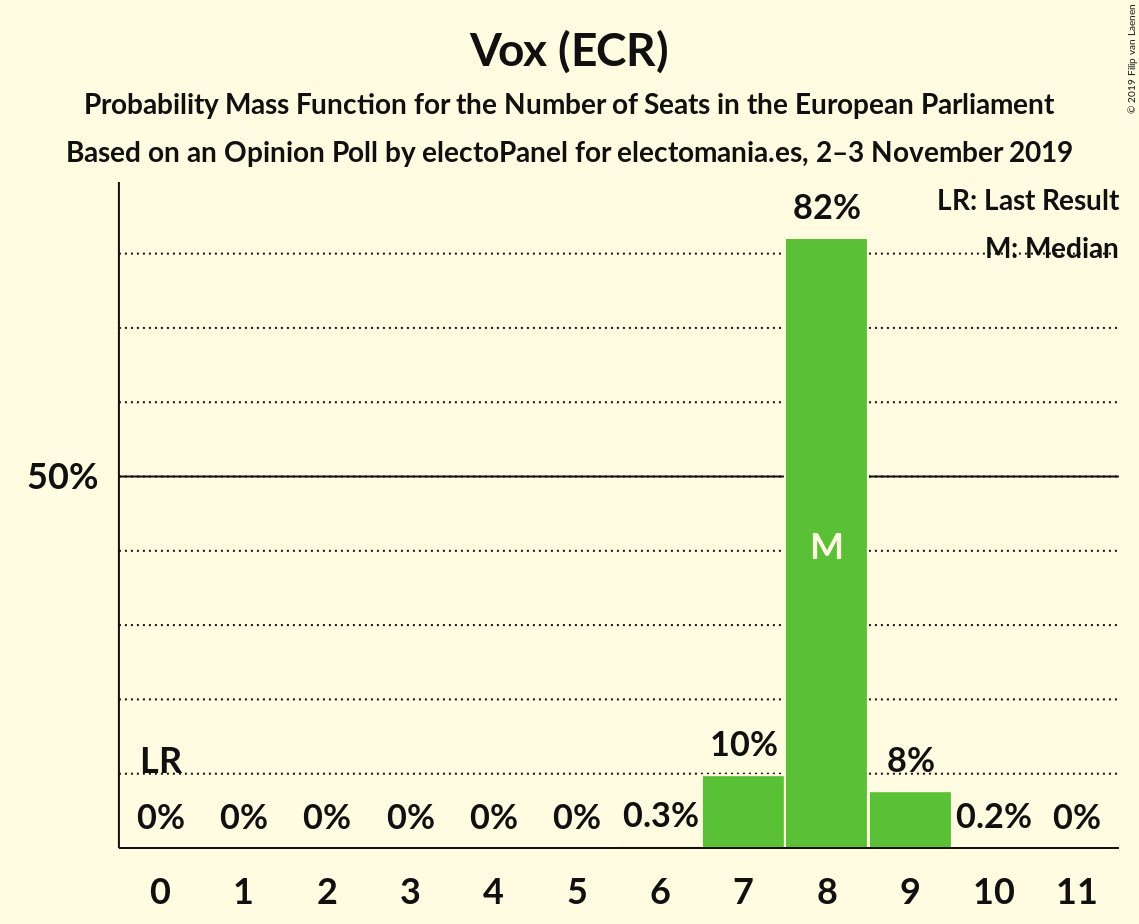 Vox (ECR)
Probability Mass Function for the Number of Seats in the European Parliament
Based on an Opinion Poll by electoPanel for electomania.es, 2–3 November 2019
© 2019 Filip van Laenen
LR: Last Result
M: Median
82%
50%
M
LR
10%
8%
0% 0% 0% 0% 0% 0% 0.3% 0.2% 0%
0 1 2 3 4 5 6 7 8 9 10 11